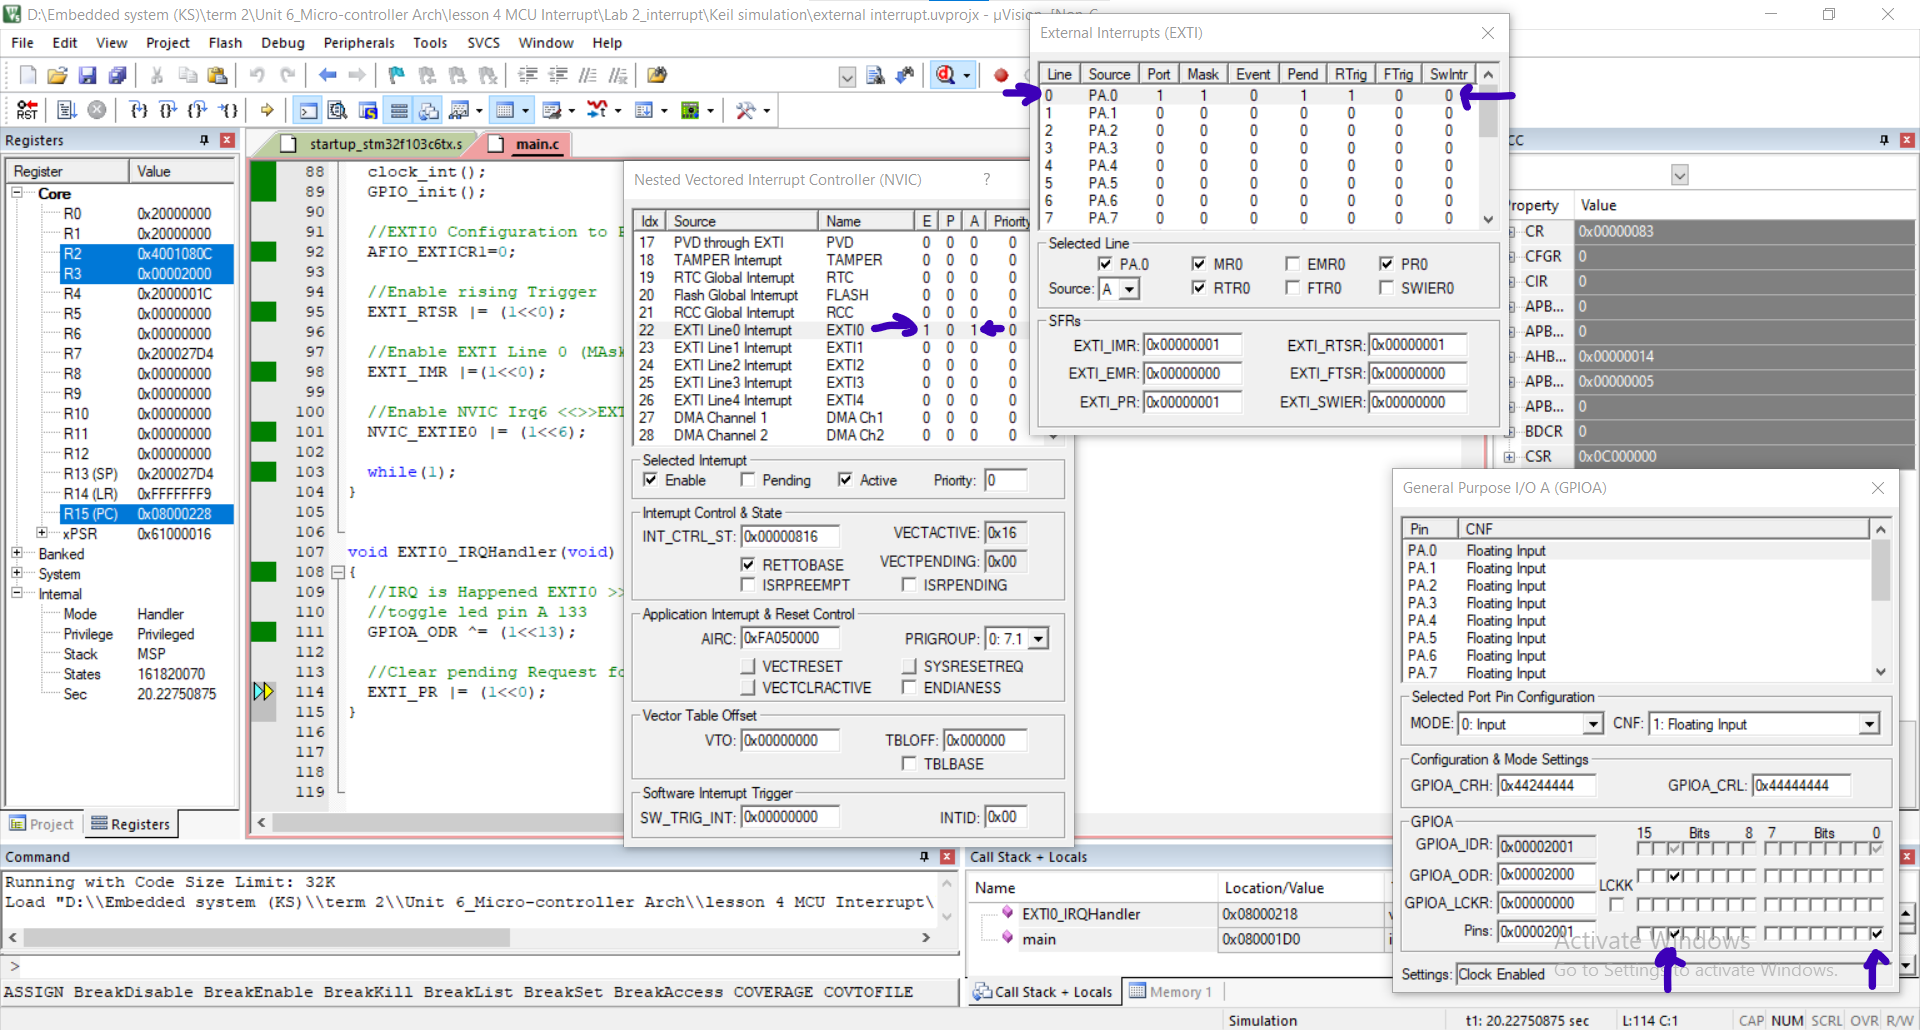 D:\Embedded system (KS)\term 2\Unit 6_Micro-controller Arch\lesson 4 MCU Interrupt\Lab 2_interrupt\Keil simulation\external interrupt.uvprojx - µVision
File Edit View Project Flash Debug Peripherals Tools SVCS Window Help
RST
Registers
Register Value
Core
R0 0x20000000
R1 0x20000000
R2 0x4001080C
R3 0x00002000
R4 0x2000001C
R5 0x00000000
R6 0x00000000
R7 0x200027D4
R8 0x00000000
R9 0x00000000
R10 0x00000000
R11 0x00000000
R12 0x00000000
R13 (SP) 0x200027D4
R14 (LR) 0xFFFFFFF9
R15 (PC) 0x08000228
xPSR 0x61000016
Banked
System
Internal
Mode Handler
Privilege Privileged
Stack MSP
States 161820070
Sec 20.22750875
Project Registers
startup_stm32f103c6tx.s main.c
88 clock_int();
89 GPIO_init();
90
91 //EXTI0 Configuration to
92 AFIO_EXTICR1=0;
93
94 //Enable rising Trigger
95 EXTI_RTSR |= (1<<0);
96
97 //Enable EXTI Line 0 (MAsk
98 EXTI_IMR |=(1<<0);
99
100 //Enable NVIC Irq6 <<>>EXT
101 NVIC_EXTIE0 |= (1<<6);
102
103 while(1);
104 }
105
106
107 void EXTI0_IRQHandler(void)
108 {
109 //IRQ is Happened EXTI0 >>
110 //toggle led pin A 133
111 GPIOA_ODR ^= (1<<13);
112
113 //Clear pending Request fo
114 EXTI_PR |= (1<<0);
115 }
116
117
118
119
Nested Vectored Interrupt Controller (NVIC) ?
Idx Source Name E P A Priority
17 PVD through EXTI PVD 0 0 0 0
18 TAMPER Interrupt TAMPER 0 0 0 0
19 RTC Global Interrupt RTC 0 0 0 0
20 Flash Global Interrupt FLASH 0 0 0 0
21 RCC Global Interrupt RCC 0 0 0 0
22 EXTI Line0 Interrupt EXTI0 1 0 1 0
23 EXTI Line1 Interrupt EXTI1 0 0 0 0
24 EXTI Line2 Interrupt EXTI2 0 0 0 0
25 EXTI Line3 Interrupt EXTI3 0 0 0 0
26 EXTI Line4 Interrupt EXTI4 0 0 0 0
27 DMA Channel 1 DMA Ch1 0 0 0 0
28 DMA Channel 2 DMA Ch2 0 0 0 0
Selected Interrupt
Enable Pending Active Priority: 0
Interrupt Control & State
INT_CTRL_ST: 0x00000816 VECTACTIVE: 0x16
RETTOBASE VECTPENDING: 0x00
ISRPREEMPT ISRPENDING
Application Interrupt & Reset Control
AIRC: 0xFA050000 PRIGROUP: 0: 7.1
VECTRESET SYSRESETREQ
VECTCLRACTIVE ENDIANESS
Vector Table Offset
VTO: 0x00000000 TBLOFF: 0x000000
TBLBASE
Software Interrupt Trigger
SW_TRIG_INT: 0x00000000 INTID: 0x00
External Interrupts (EXTI)
Line Source Port Mask Event Pend RTrig FTrig SwIntr
0 PA.0 1 1 0 1 1 0 0
1 PA.1 0 0 0 0 0 0 0
2 PA.2 0 0 0 0 0 0 0
3 PA.3 0 0 0 0 0 0 0
4 PA.4 0 0 0 0 0 0 0
5 PA.5 0 0 0 0 0 0 0
6 PA.6 0 0 0 0 0 0 0
7 PA.7 0 0 0 0 0 0 0
Selected Line
PA.0 MR0 EMR0 PR0
Source: A RTR0 FTR0 SWIER0
SFRs
EXTI_IMR: 0x00000001 EXTI_RTSR: 0x00000001
EXTI_EMR: 0x00000000 EXTI_FTSR: 0x00000000
EXTI_PR: 0x00000001 EXTI_SWIER: 0x00000000
CC
Property Value
CR 0x00000083
CFGR 0
CIR 0
APB... 0
APB... 0
AHB... 0x00000014
APB... 0x00000005
APB... 0
BDCR 0
CSR 0x0C000000
General Purpose I/O A (GPIOA)
Pin CNF
PA.0 Floating Input
PA.1 Floating Input
PA.2 Floating Input
PA.3 Floating Input
PA.4 Floating Input
PA.5 Floating Input
PA.6 Floating Input
PA.7 Floating Input
Selected Port Pin Configuration
MODE: 0: Input CNF: 1: Floating Input
Configuration & Mode Settings
GPIOA_CRH: 0x44244444 GPIOA_CRL: 0x44444444
GPIOA
15 Bits 8 7 Bits 0
GPIOA_IDR: 0x00002001
GPIOA_ODR: 0x00002000
LCKK
GPIOA_LCKR: 0x00000000
Pins: 0x00002001
Settings: Clock Enabled
Activate Windows
Go to Settings to activate Windows.
Command
Running with Code Size Limit: 32K
Load "D:\\Embedded system (KS)\\term 2\\Unit 6_Micro-controller Arch\\lesson 4 MCU Interrupt\
>
ASSIGN BreakDisable BreakEnable BreakKill BreakList BreakSet BreakAccess COVERAGE COVTOFILE
Call Stack + Locals
Name Location/Value
EXTI0_IRQHandler 0x08000218
main 0x080001D0
Call Stack + Locals Memory 1
Simulation t1: 20.22750875 sec L:114 C:1 CAP NUM SCRL OVR R/W